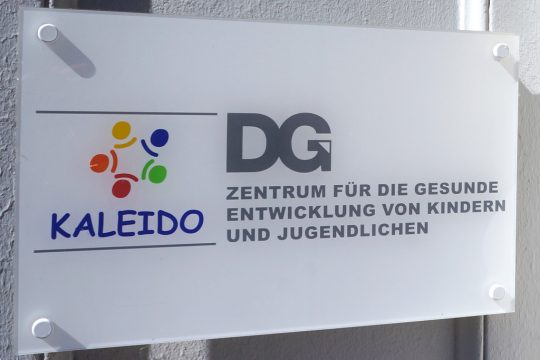 KALEIDO
DG
ZENTRUM FÜR DIE GESUNDE
ENTWICKLUNG VON KINDERN
UND JUGENDLICHEN